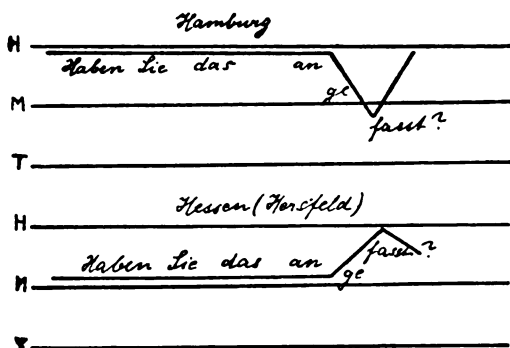 Hamburg
H
Haben Sie das an
ge
M
fasst?
T
Hessen (Hersfeld)
H
Haben Sie das an
fasst?
ge
M